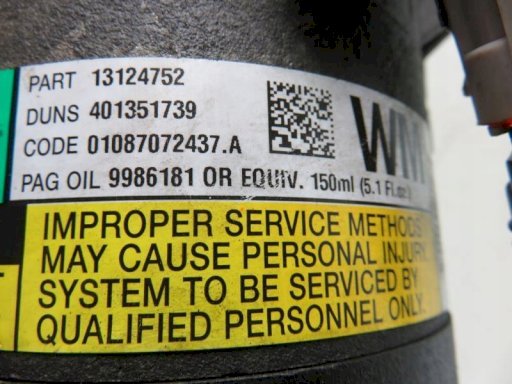 PART 13124752
DUNS 401351739
CODE 01087072437.A
PAG OIL 9986181 OR EQUIV. 150ml (5.1 Fl.oz.)
WM
IMPROPER SERVICE METHODS
MAY CAUSE PERSONAL INJURY.
SYSTEM TO BE SERVICED BY
QUALIFIED PERSONNEL ONLY.